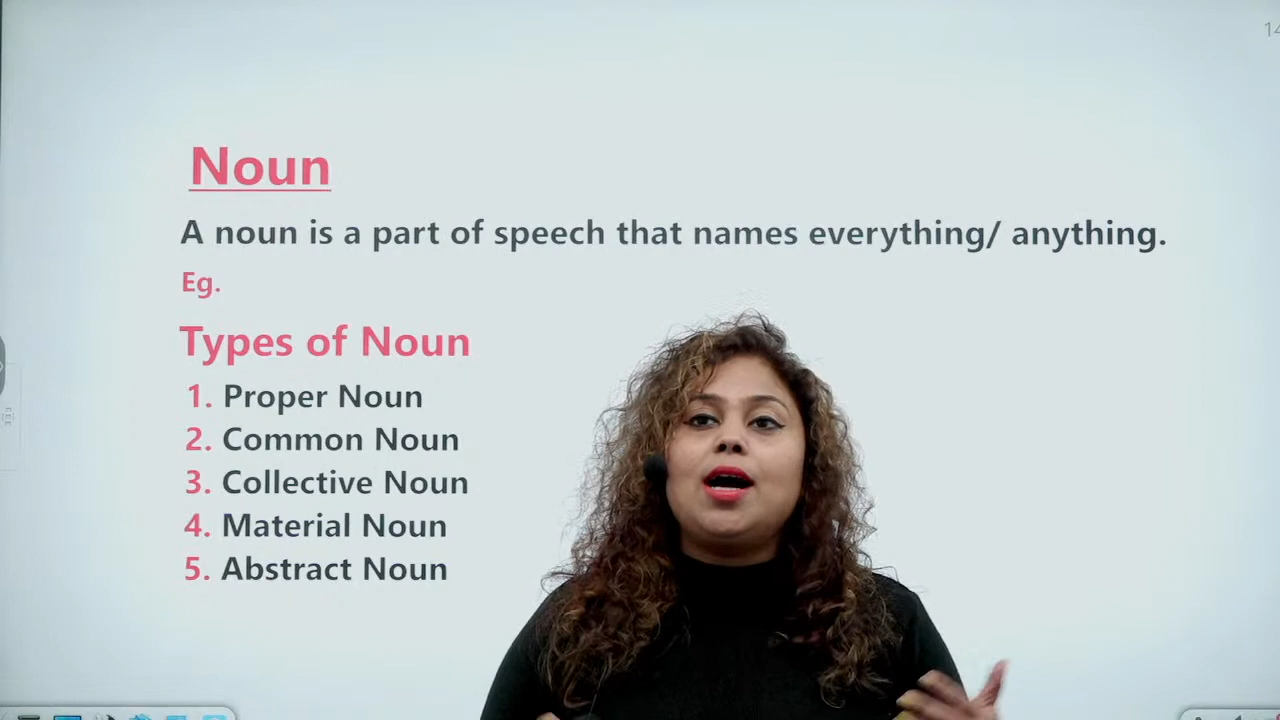 14
Noun
A noun is a part of speech that names everything/ anything.
Eg.
Types of Noun
1. Proper Noun
2. Common Noun
3. Collective Noun
4. Material Noun
5. Abstract Noun